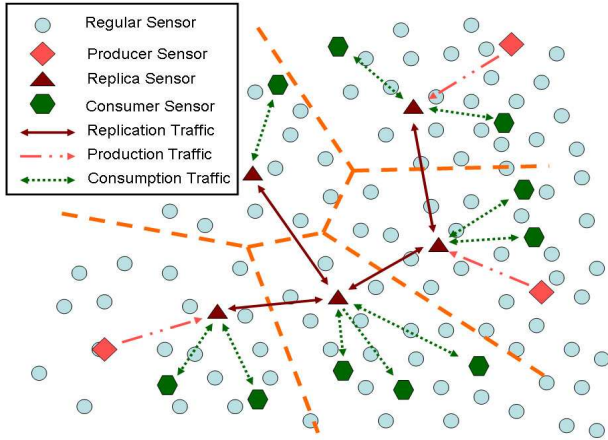 Regular Sensor
Producer Sensor
Replica Sensor
Consumer Sensor
Replication Traffic
Production Traffic
Consumption Traffic